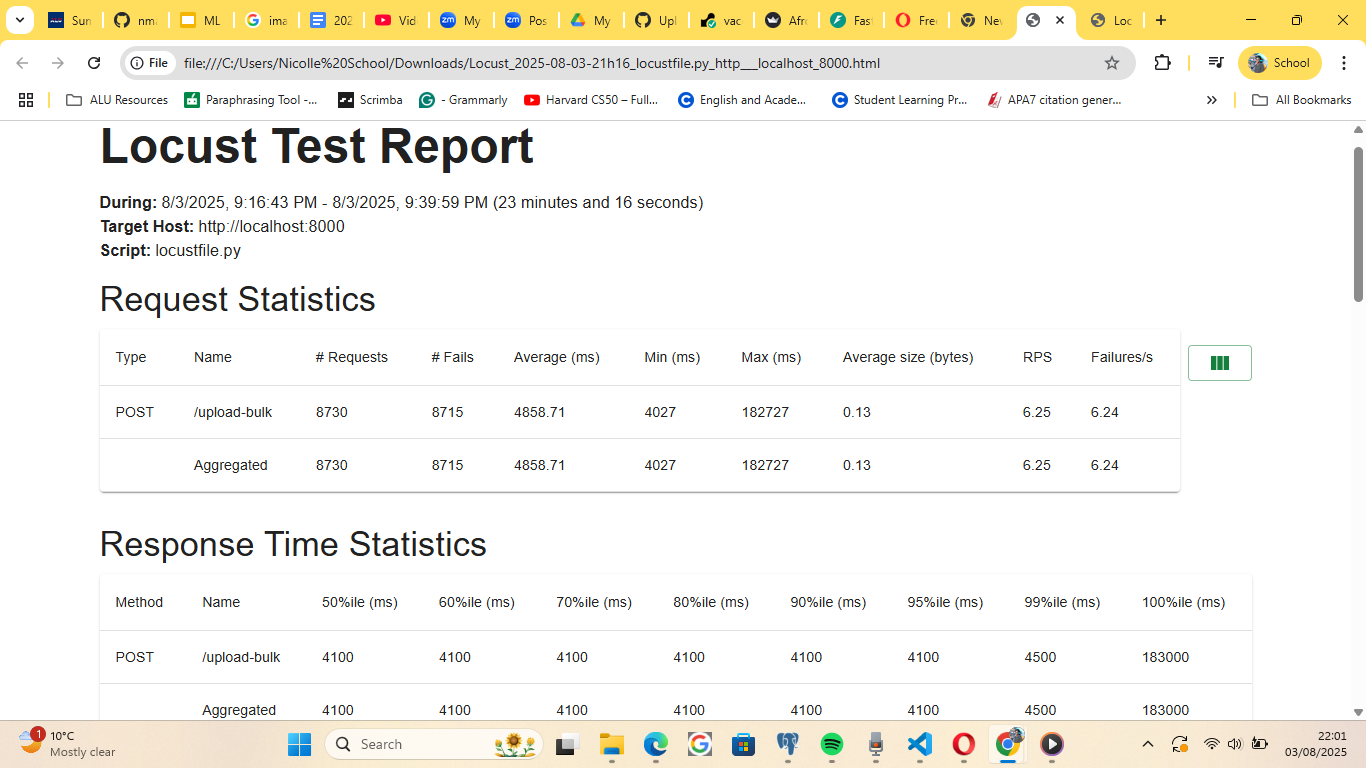 Sun
nma
ML
ima
202
Vid
My
Pos
My
Upl
vac
Afro
Fast
Free
Nev
Loc
File
file:///C:/Users/Nicolle%20School/Downloads/Locust_2025-08-03-21h16_locustfile.py_http___localhost_8000.html
School
ALU Resources
Paraphrasing Tool -...
Scrimba
- Grammarly
Harvard CS50 – Full...
English and Acade...
Student Learning Pr...
APA7 citation gener...
All Bookmarks
Locust Test Report
During: 8/3/2025, 9:16:43 PM - 8/3/2025, 9:39:59 PM (23 minutes and 16 seconds)
Target Host: http://localhost:8000
Script: locustfile.py
Request Statistics
Type Name # Requests # Fails Average (ms) Min (ms) Max (ms) Average size (bytes) RPS Failures/s
POST /upload-bulk 8730 8715 4858.71 4027 182727 0.13 6.25 6.24
Aggregated 8730 8715 4858.71 4027 182727 0.13 6.25 6.24
Response Time Statistics
Method Name 50%ile (ms) 60%ile (ms) 70%ile (ms) 80%ile (ms) 90%ile (ms) 95%ile (ms) 99%ile (ms) 100%ile (ms)
POST /upload-bulk 4100 4100 4100 4100 4100 4100 4500 183000
Aggregated 4100 4100 4100 4100 4100 4100 4500 183000
1
10°C
Mostly clear
Search
22:01
03/08/2025